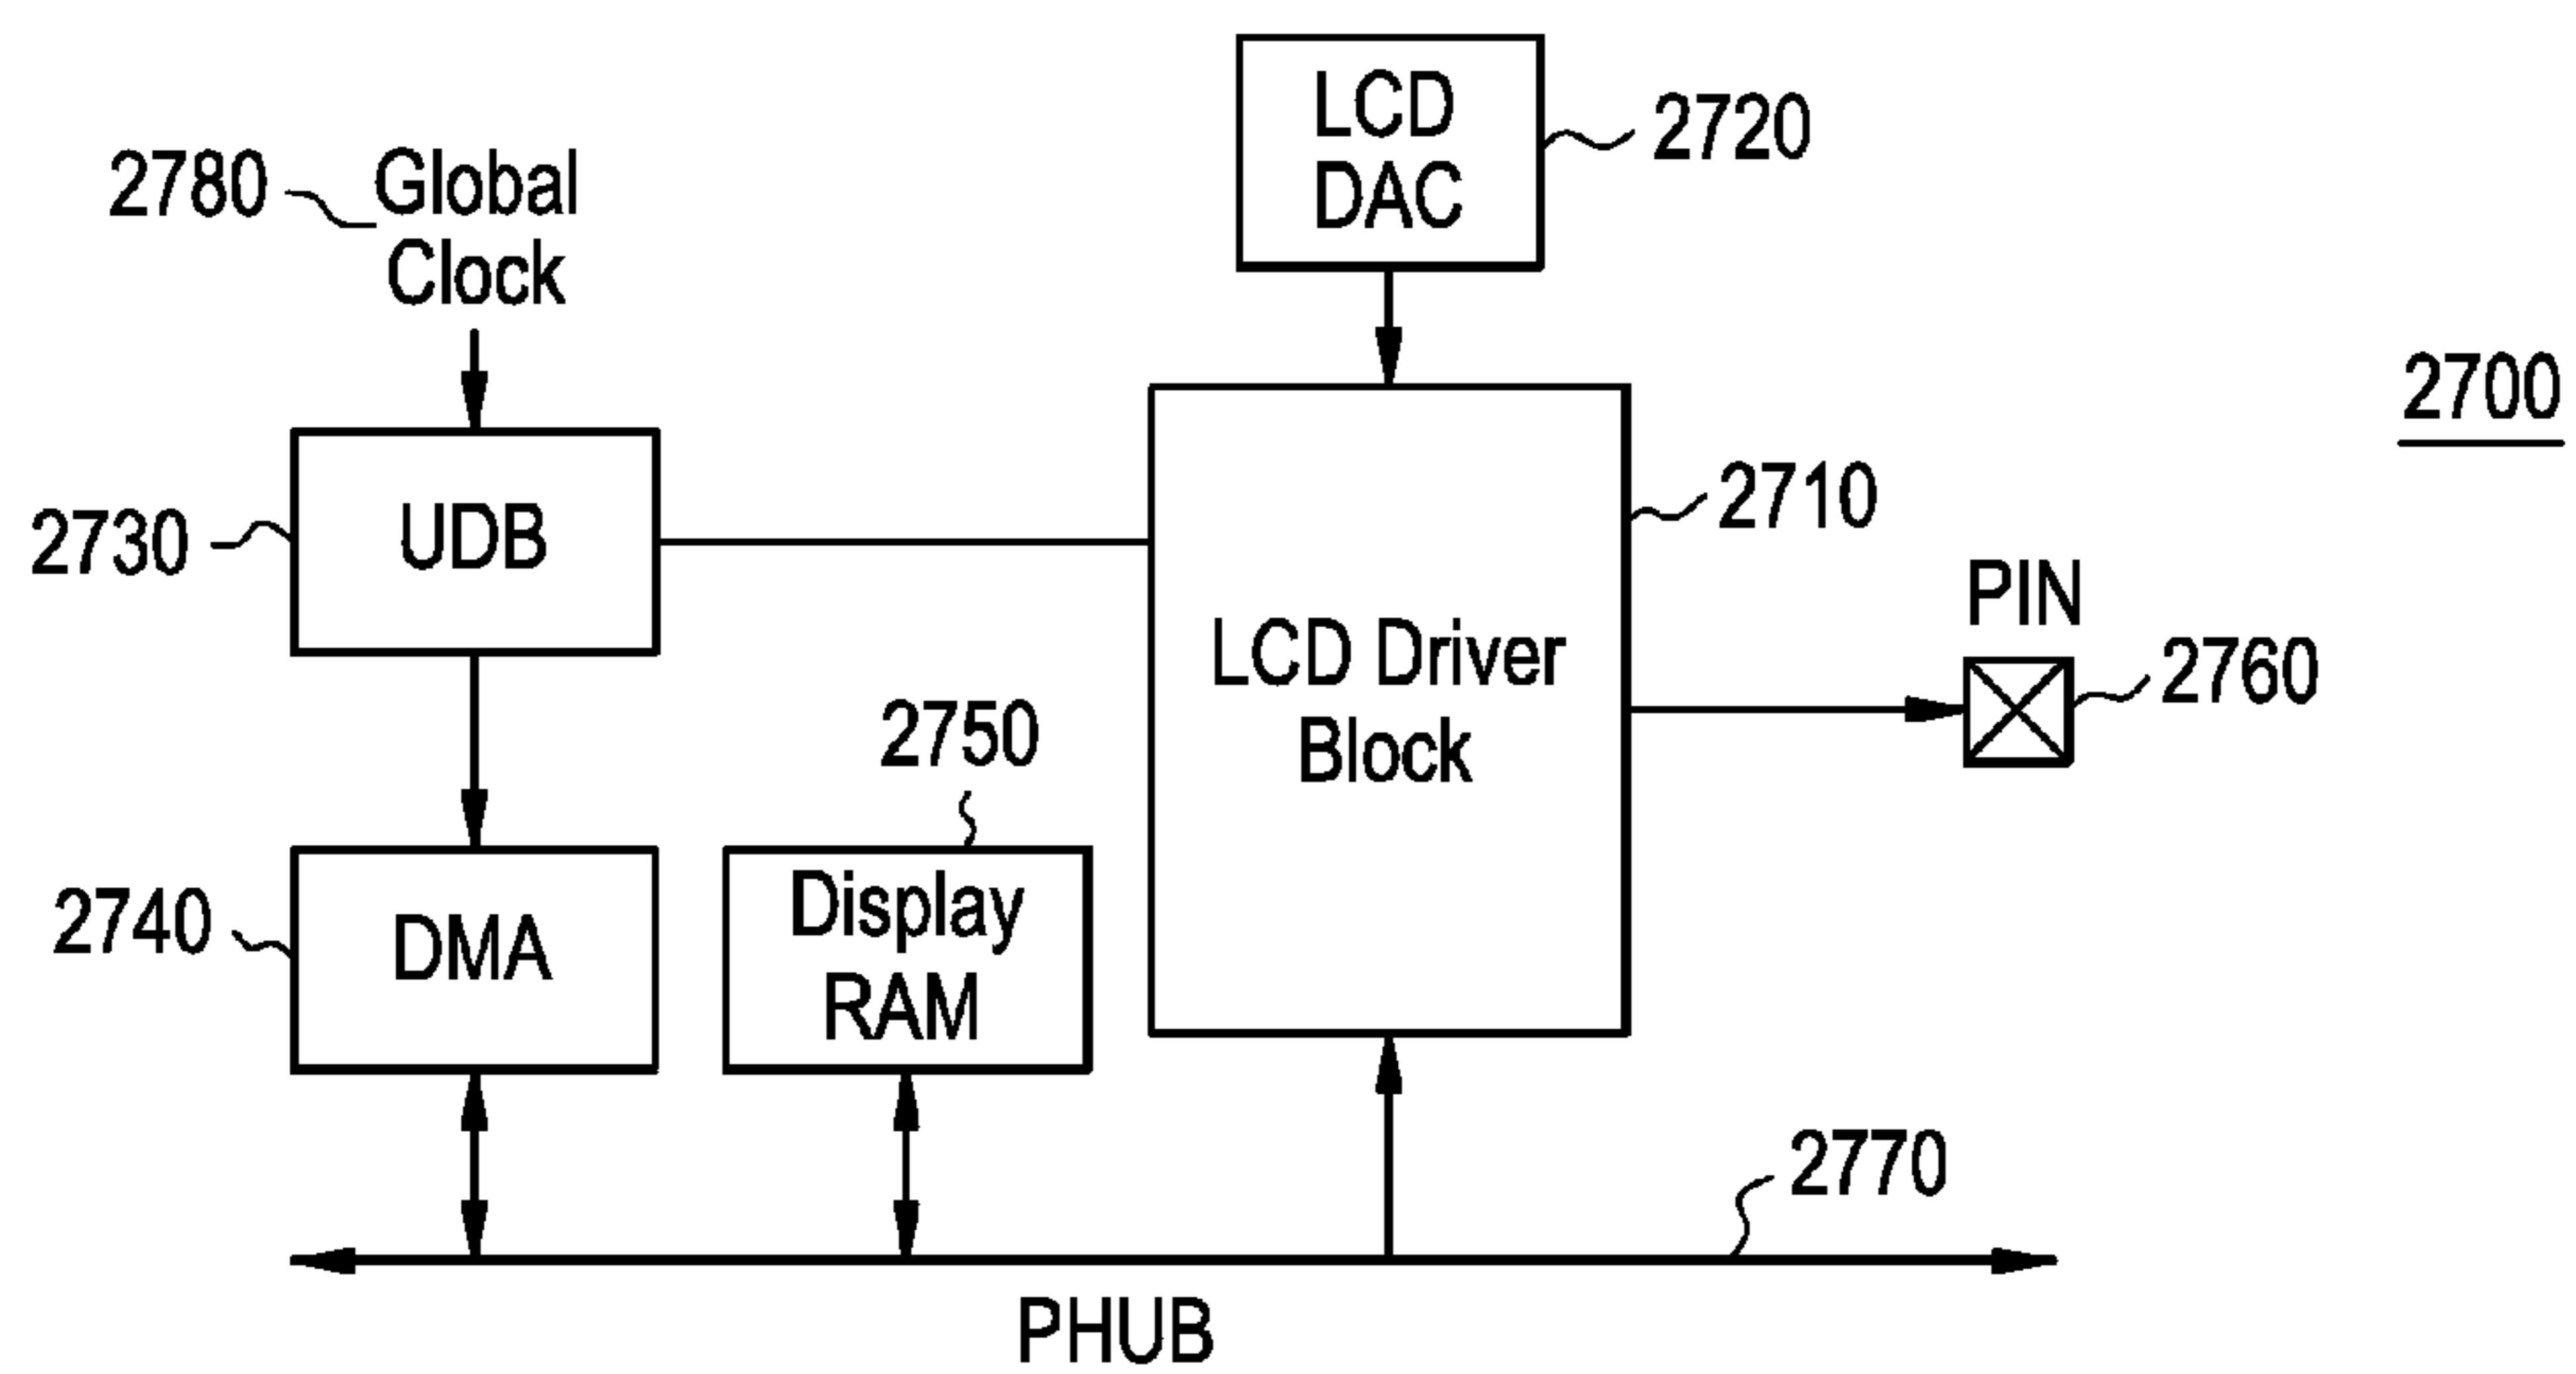 LCD
DAC
2720
2780
Global
Clock
2700
2710
UDB
2730
PIN
LCD Driver
Block
2760
2750
Display
RAM
2740
DMA
2770
PHUB